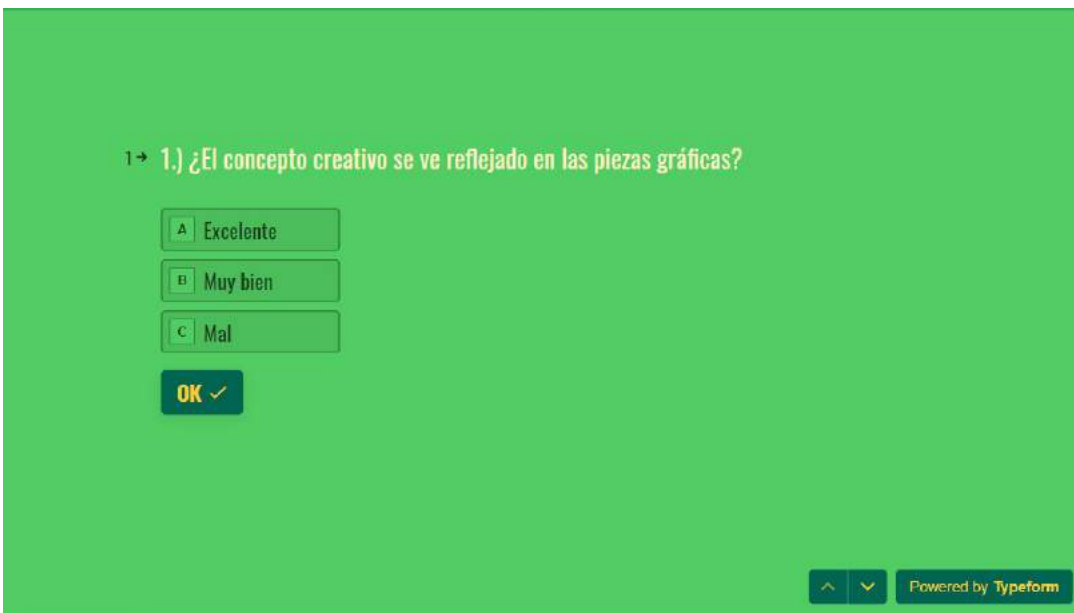 1→ 1.) ¿El concepto creativo se ve reflejado en las piezas gráficas?
A Excelente
B Muy bien
C Mal
OK ✓
Powered by Typeform